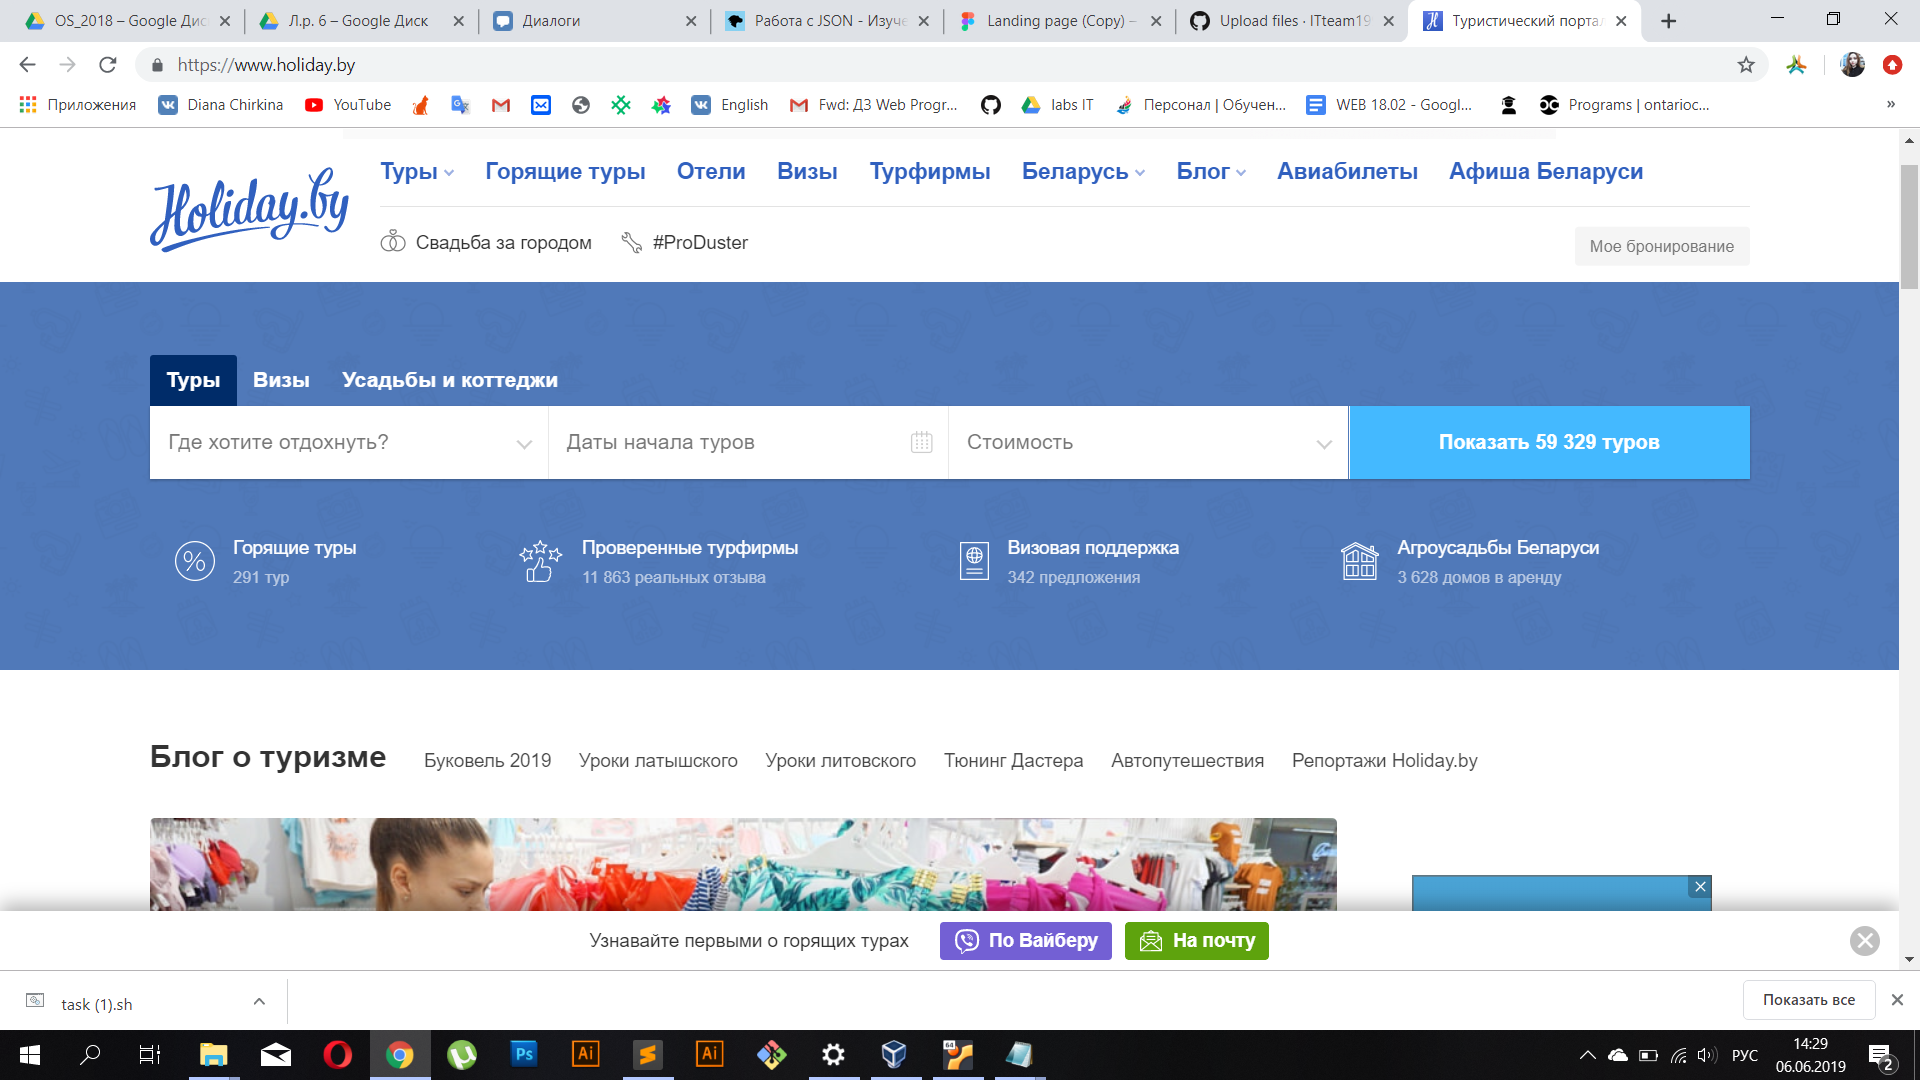 OS_2018 – Google Дис
Л.р. 6 – Google Диск
Диалоги
Работа с JSON - Изуче
Landing page (Copy) –
Upload files · ITteam19
Туристический портал
https://www.holiday.by
Приложения
Diana Chirkina
YouTube
English
Fwd: ДЗ Web Progr...
labs IT
Персонал | Обучен...
WEB 18.02 - Googl...
Programs | ontarioc...
»
Holiday.by
Туры
Горящие туры
Отели
Визы
Турфирмы
Беларусь
Блог
Авиабилеты
Афиша Беларуси
Свадьба за городом
#ProDuster
Мое бронирование
Туры
Визы
Усадьбы и коттеджи
Где хотите отдохнуть?
Даты начала туров
Стоимость
Показать 59 329 туров
%
Горящие туры
291 тур
Проверенные турфирмы
11 863 реальных отзыва
Визовая поддержка
342 предложения
Агроусадьбы Беларуси
3 628 домов в аренду
Блог о туризме
Буковель 2019
Уроки латышского
Уроки литовского
Тюнинг Дастера
Автопутешествия
Репортажи Holiday.by
Узнавайте первыми о горящих турах
По Вайберу
На почту
task (1).sh
Показать все
Ps
Ai
Ai
64
РУС
14:29
06.06.2019
2